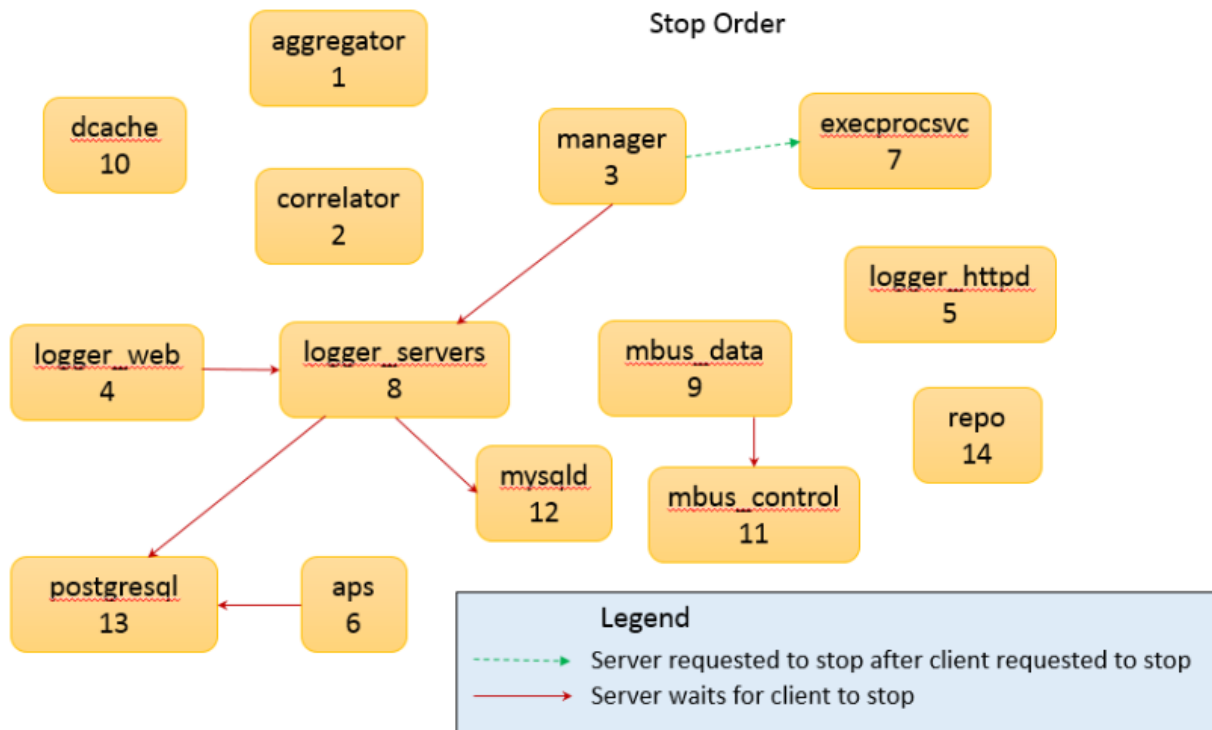 Stop Order
aggregator
1
dcache
10
manager
3
execprocsvc
7
correlator
2
logger_httpd
5
logger_web
4
logger_servers
8
mbus_data
9
repo
14
mysqld
12
mbus_control
11
postgresql
13
aps
6
Legend
Server requested to stop after client requested to stop
Server waits for client to stop